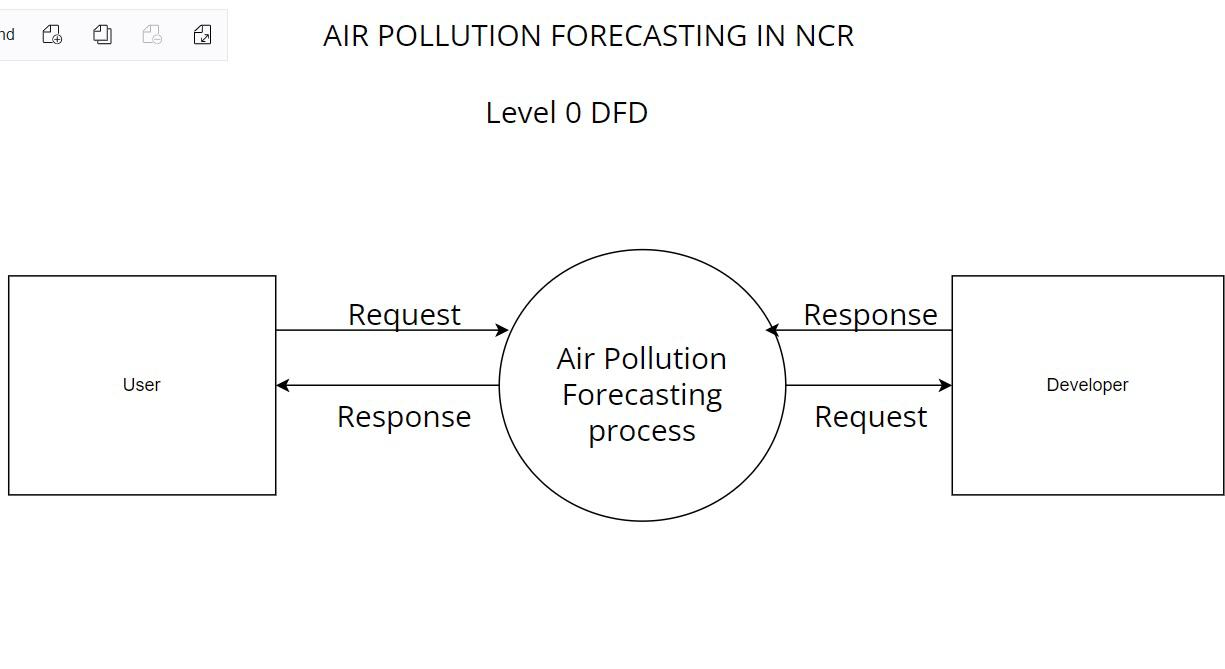 nd
AIR POLLUTION FORECASTING IN NCR
Level 0 DFD
Request
Response
User
Air Pollution
Forecasting
process
Developer
Response
Request